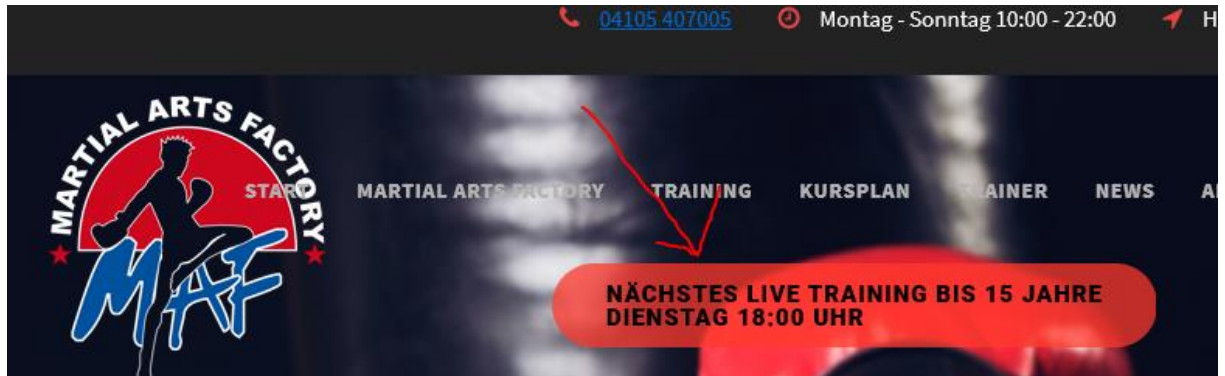 04105 407005 Montag - Sonntag 10:00 - 22:00 H
MARTIAL ARTS FACTORY
MAF
START MARTIAL ARTS FACTORY TRAINING KURSPLAN TRAINER NEWS
NÄCHSTES LIVE TRAINING BIS 15 JAHRE
DIENSTAG 18:00 UHR